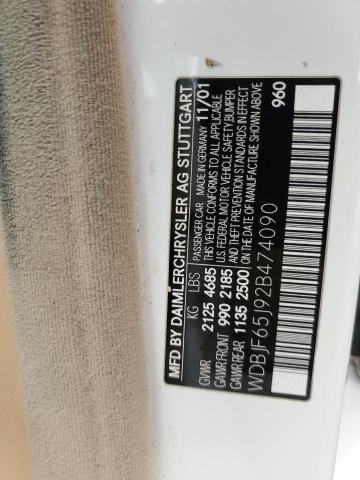 MFD BY DAIMLERCHRYSLER AG STUTTGART
PASSENGER CAR MADE IN GERMANY 11/01
KG LBS
GVWR 2125 4685
GAWR FRONT 990 2185
GAWR REAR 1135 2500
THIS VEHICLE CONFORMS TO ALL APPLICABLE
U.S. FEDERAL MOTOR VEHICLE SAFETY, BUMPER
AND THEFT PREVENTION STANDARDS IN EFFECT
ON THE DATE OF MANUFACTURE SHOWN ABOVE
960
WDBJF65J92B474090